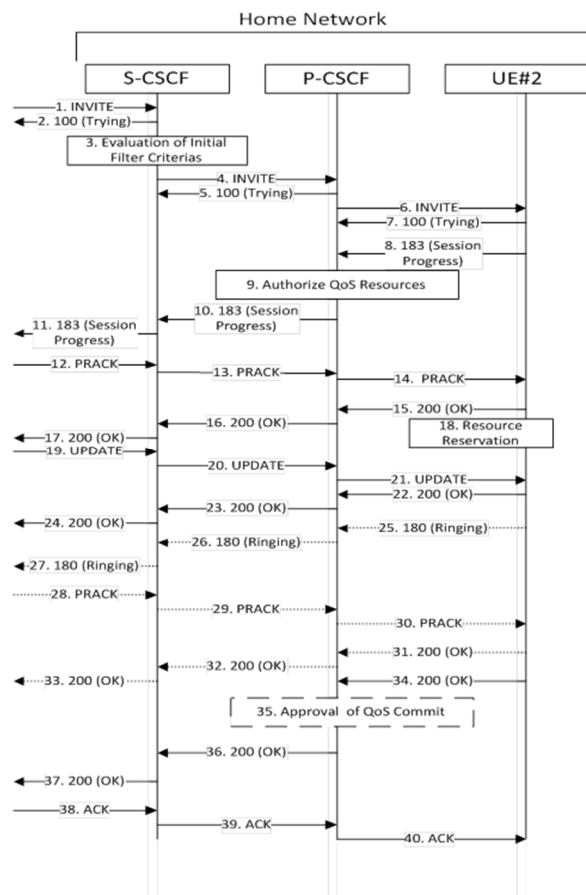 Home Network
S-CSCF
P-CSCF
UE#2
1. INVITE
2. 100 (Trying)
3. Evaluation of Initial
Filter Criterias
4. INVITE
5. 100 (Trying)
6. INVITE
7. 100 (Trying)
8. 183 (Session
Progress)
9. Authorize QoS Resources
10. 183 (Session
Progress)
11. 183 (Session
Progress)
12. PRACK
13. PRACK
14. PRACK
15. 200 (OK)
16. 200 (OK)
17. 200 (OK)
18. Resource
Reservation
19. UPDATE
20. UPDATE
21. UPDATE
22. 200 (OK)
23. 200 (OK)
24. 200 (OK)
25. 180 (Ringing)
26. 180 (Ringing)
27. 180 (Ringing)
28. PRACK
29. PRACK
30. PRACK
31. 200 (OK)
32. 200 (OK)
33. 200 (OK)
34. 200 (OK)
35. Approval of QoS Commit
36. 200 (OK)
37. 200 (OK)
38. ACK
39. ACK
40. ACK